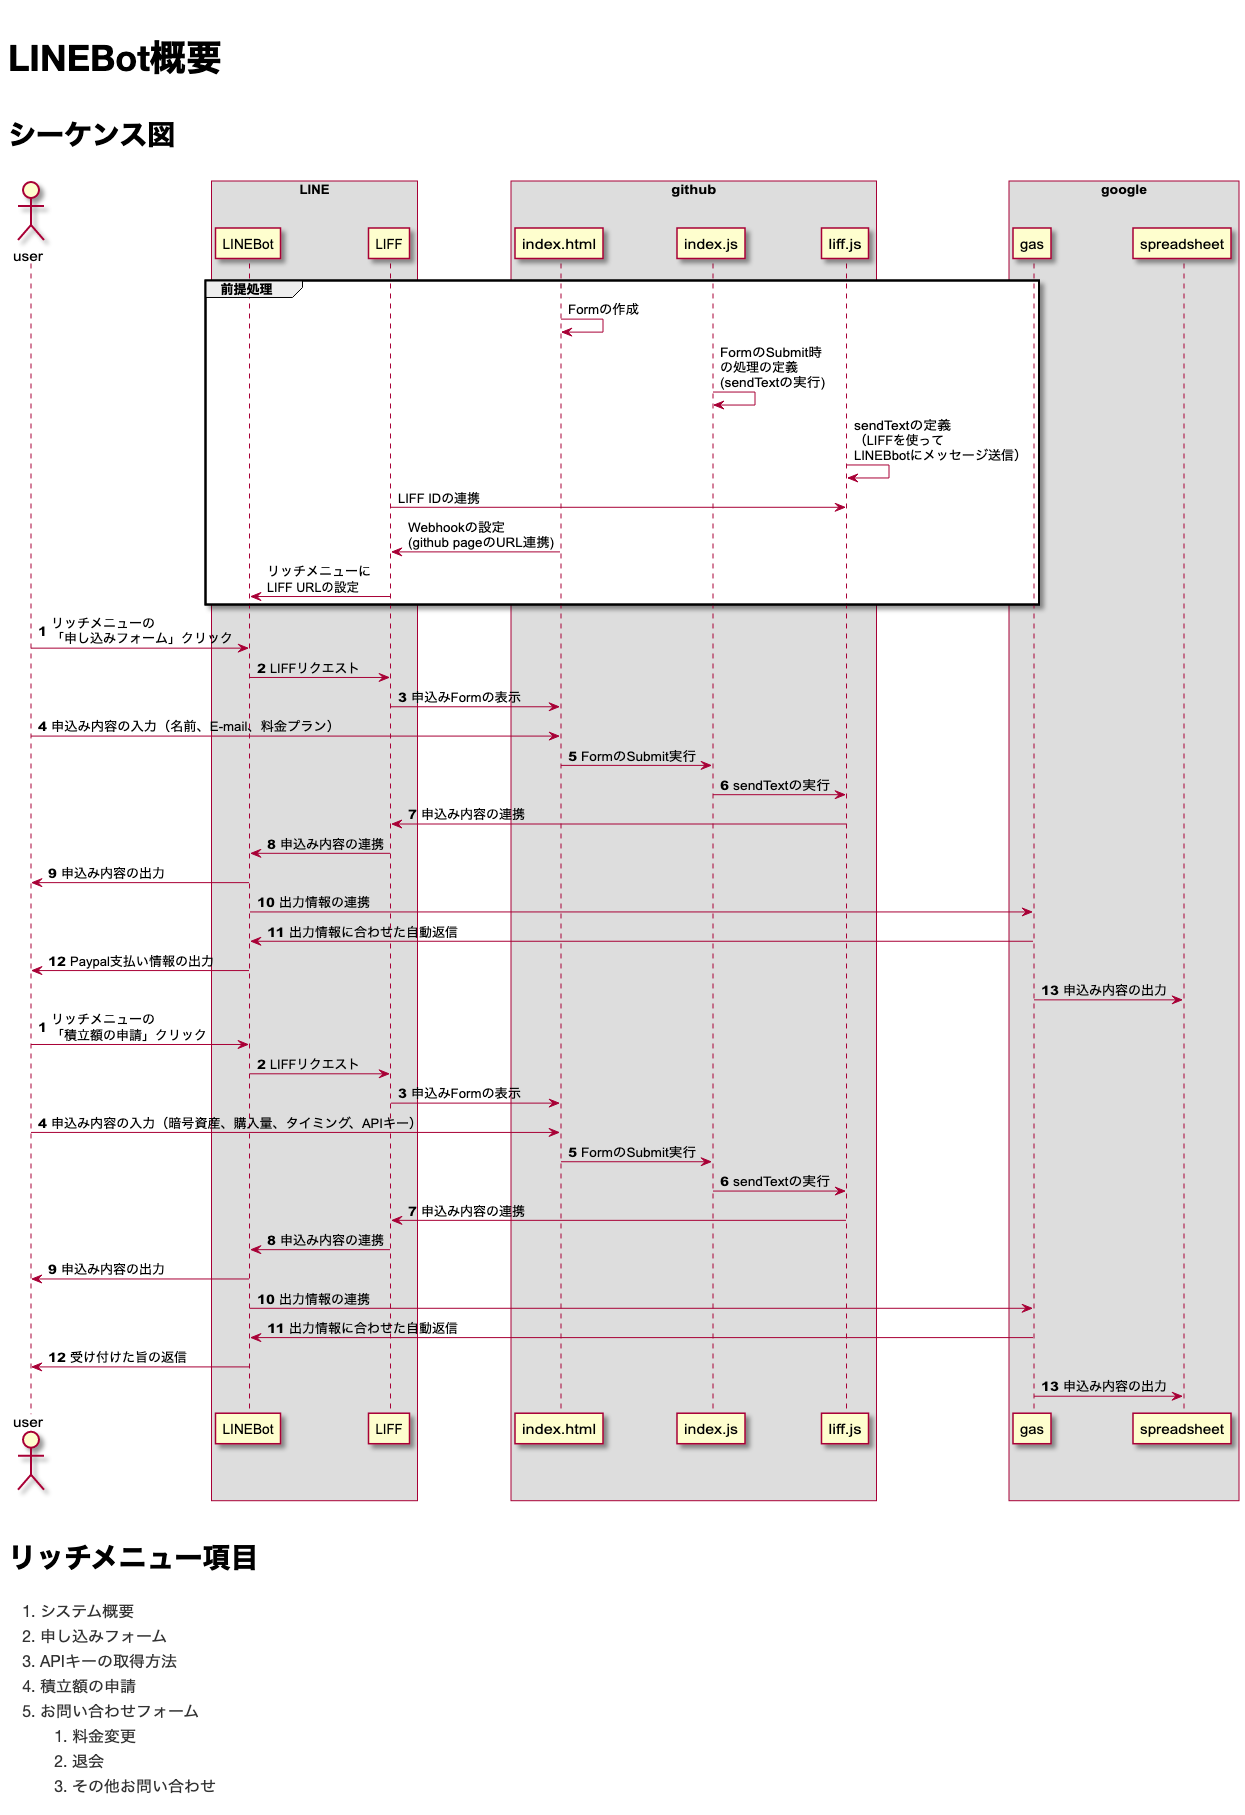 LINEBot概要
シーケンス図
LINE
github
google
user
LINEBot
LIFF
index.html
index.js
liff.js
gas
spreadsheet
前提処理
Formの作成
FormのSubmit時
の処理の定義
(sendTextの実行)
sendTextの定義
（LIFFを使って
LINEBbotにメッセージ送信）
LIFF IDの連携
Webhookの設定
(github pageのURL連携)
リッチメニューに
LIFF URLの設定
1 リッチメニューの
「申し込みフォーム」クリック
2 LIFFリクエスト
3 申込みFormの表示
4 申込み内容の入力（名前、E-mail、料金プラン）
5 FormのSubmit実行
6 sendTextの実行
7 申込み内容の連携
8 申込み内容の連携
9 申込み内容の出力
10 出力情報の連携
11 出力情報に合わせた自動返信
12 Paypal支払い情報の出力
13 申込み内容の出力
1 リッチメニューの
「積立額の申請」クリック
2 LIFFリクエスト
3 申込みFormの表示
4 申込み内容の入力（暗号資産、購入量、タイミング、APIキー）
5 FormのSubmit実行
6 sendTextの実行
7 申込み内容の連携
8 申込み内容の連携
9 申込み内容の出力
10 出力情報の連携
11 出力情報に合わせた自動返信
12 受け付けた旨の返信
13 申込み内容の出力
user
LINEBot
LIFF
index.html
index.js
liff.js
gas
spreadsheet
リッチメニュー項目
1. システム概要
2. 申し込みフォーム
3. APIキーの取得方法
4. 積立額の申請
5. お問い合わせフォーム
1. 料金変更
2. 退会
3. その他お問い合わせ